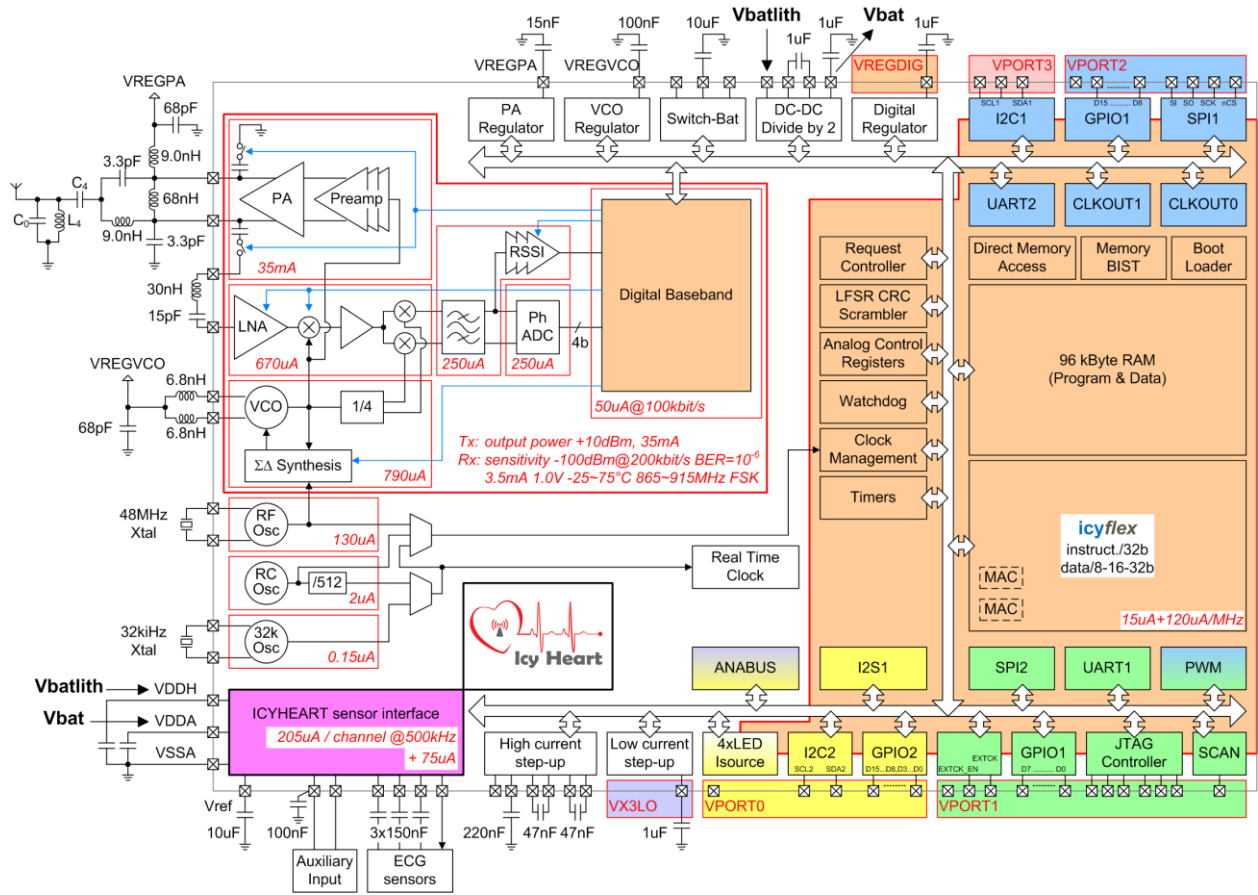 15nF
100nF
10uF
Vbatlith
Vbat
1uF
1uF
1uF
VREGPA
VREGVCO
VREGDIG
VPORT3
VPORT2
SCL1 SDA1
D15 ......... D8
SI SO SCK nCS
PA
Regulator
VCO
Regulator
Switch-Bat
DC-DC
Divide by 2
Digital
Regulator
I2C1
GPIO1
SPI1
UART2
CLKOUT1
CLKOUT0
VREGPA
68pF
9.0nH
3.3pF
C4
68nH
C0
L4
9.0nH
3.3pF
PA
Preamp
35mA
RSSI
Digital Baseband
30nH
15pF
LNA
670uA
250uA
Ph
ADC
250uA
4b
50uA@100kbit/s
VREGVCO
6.8nH
68pF
6.8nH
VCO
1/4
ΣΔ Synthesis
790uA
Tx: output power +10dBm, 35mA
Rx: sensitivity -100dBm@200kbit/s BER=10-6
3.5mA 1.0V -25~75°C 865~915MHz FSK
Request
Controller
LFSR CRC
Scrambler
Analog Control
Registers
Watchdog
Clock
Management
Timers
Direct Memory
Access
Memory
BIST
Boot
Loader
96 kByte RAM
(Program & Data)
icyflex
instruct./32b
data/8-16-32b
MAC
MAC
15uA+120uA/MHz
48MHz
Xtal
RF
Osc
130uA
RC
Osc
/512
2uA
Real Time
Clock
32kiHz
Xtal
32k
Osc
0.15uA
Icy Heart
ANABUS
I2S1
SPI2
UART1
PWM
Vbatlith
VDDH
Vbat
VDDA
VSSA
ICYHEART sensor interface
205uA / channel @500kHz
+ 75uA
High current
step-up
Low current
step-up
4xLED
Isource
I2C2
SCL2 SDA2
GPIO2
D15...D8,D3...D0
EXTCK
EXTCK_EN
GPIO1
D7 .......... D0
JTAG
Controller
SCAN
VX3LO
VPORT0
VPORT1
Vref
10uF
100nF
3x150nF
220nF
47nF
47nF
1uF
Auxiliary
Input
ECG
sensors